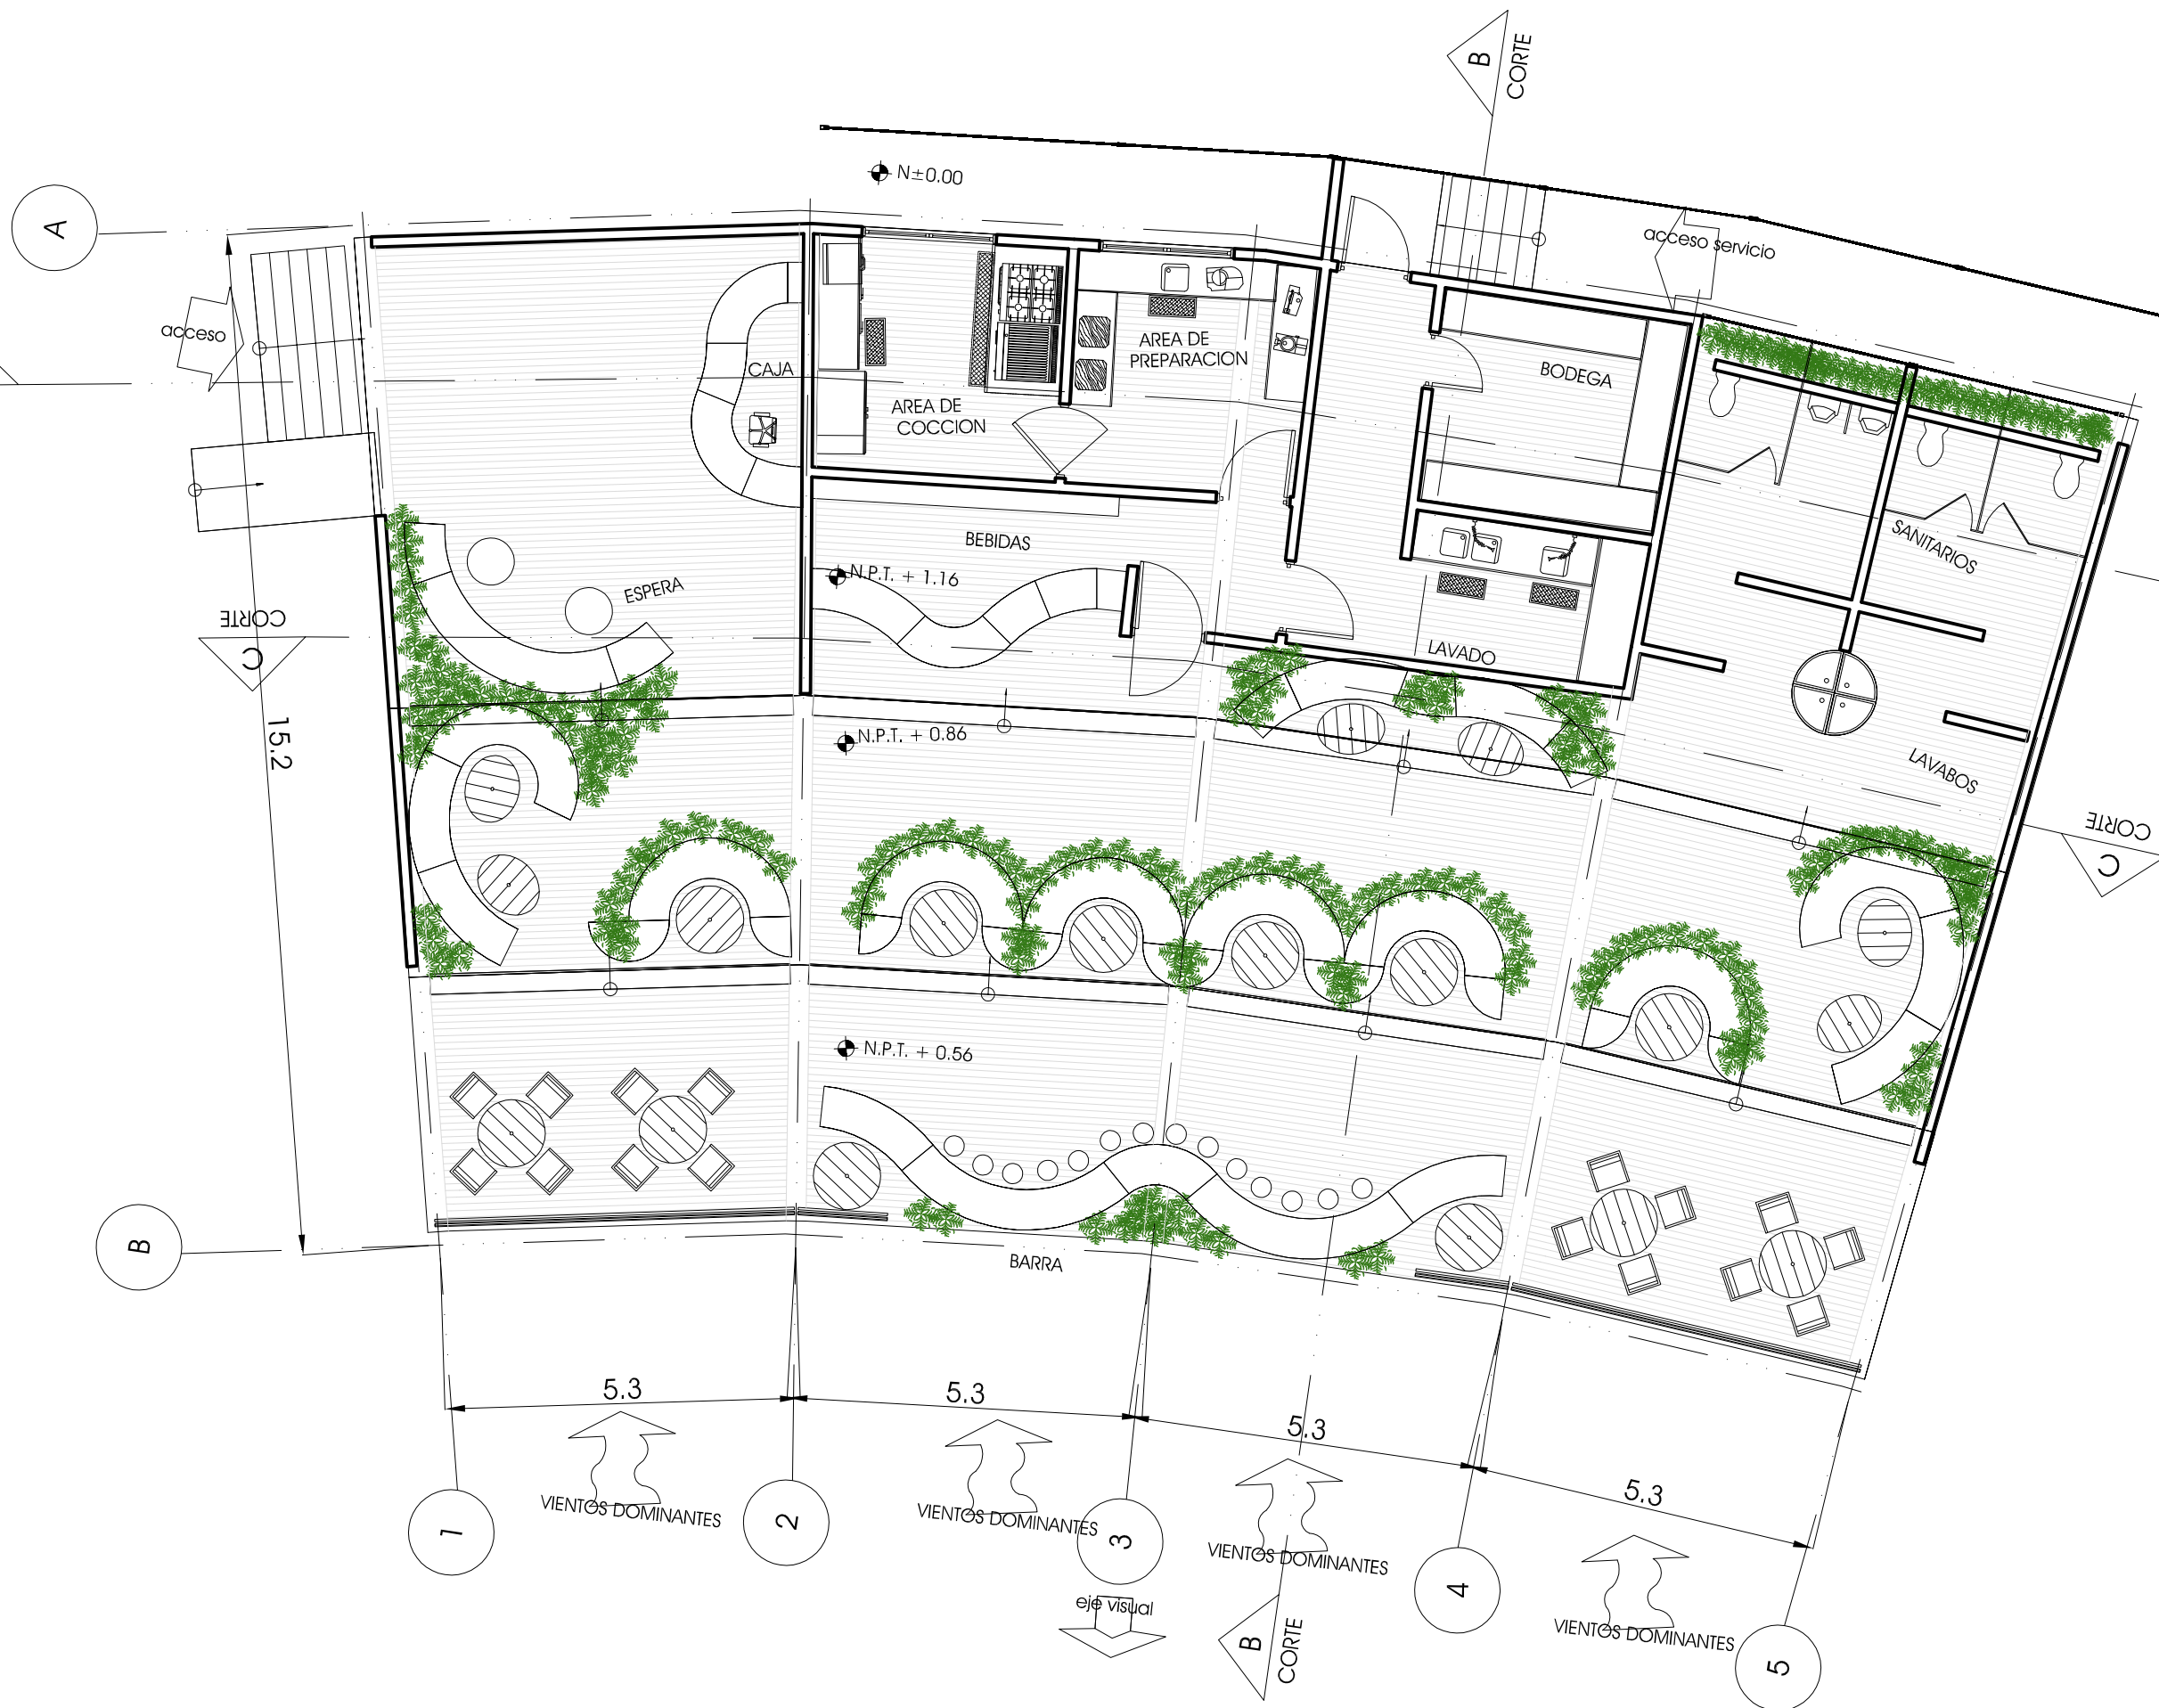 B
CORTE
N±0.00
A
acceso servicio
acceso
AREA DE
PREPARACION
CAJA
BODEGA
AREA DE
COCCION
SANITARIOS
BEBIDAS
N.P.T. + 1.16
ESPERA
CORTE
C
LAVADO
15.2
N.P.T. + 0.86
LAVABOS
CORTE
C
N.P.T. + 0.56
B
BARRA
5.3
5.3
5.3
5.3
VIENTOS DOMINANTES
VIENTOS DOMINANTES
VIENTOS DOMINANTES
VIENTOS DOMINANTES
1
2
3
4
5
eje visual
B
CORTE